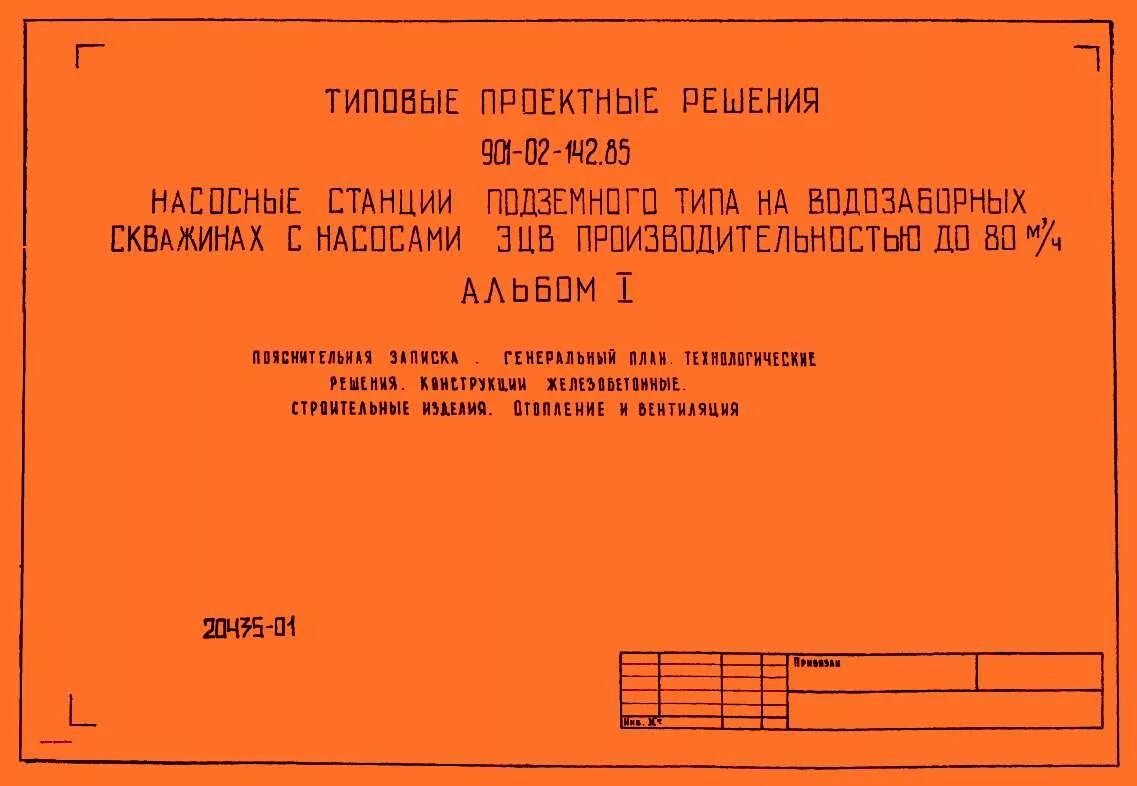 ТИПОВЫЕ ПРОЕКТНЫЕ РЕШЕНИЯ
901-02-142.85
НАСОСНЫЕ СТАНЦИИ ПОДЗЕМНОГО ТИПА НА ВОДОЗАБОРНЫХ
СКВАЖИНАХ С НАСОСАМИ ЭЦВ ПРОИЗВОДИТЕЛЬНОСТЬЮ ДО 80 м³/ч
АЛЬБОМ I
ПОЯСНИТЕЛЬНАЯ ЗАПИСКА. ГЕНЕРАЛЬНЫЙ ПЛАН. ТЕХНОЛОГИЧЕСКИЕ
РЕШЕНИЯ. КОНСТРУКЦИИ ЖЕЛЕЗОБЕТОННЫЕ.
СТРОИТЕЛЬНЫЕ ИЗДЕЛИЯ. ОТОПЛЕНИЕ И ВЕНТИЛЯЦИЯ
20435-01
Привязан
Инв. №